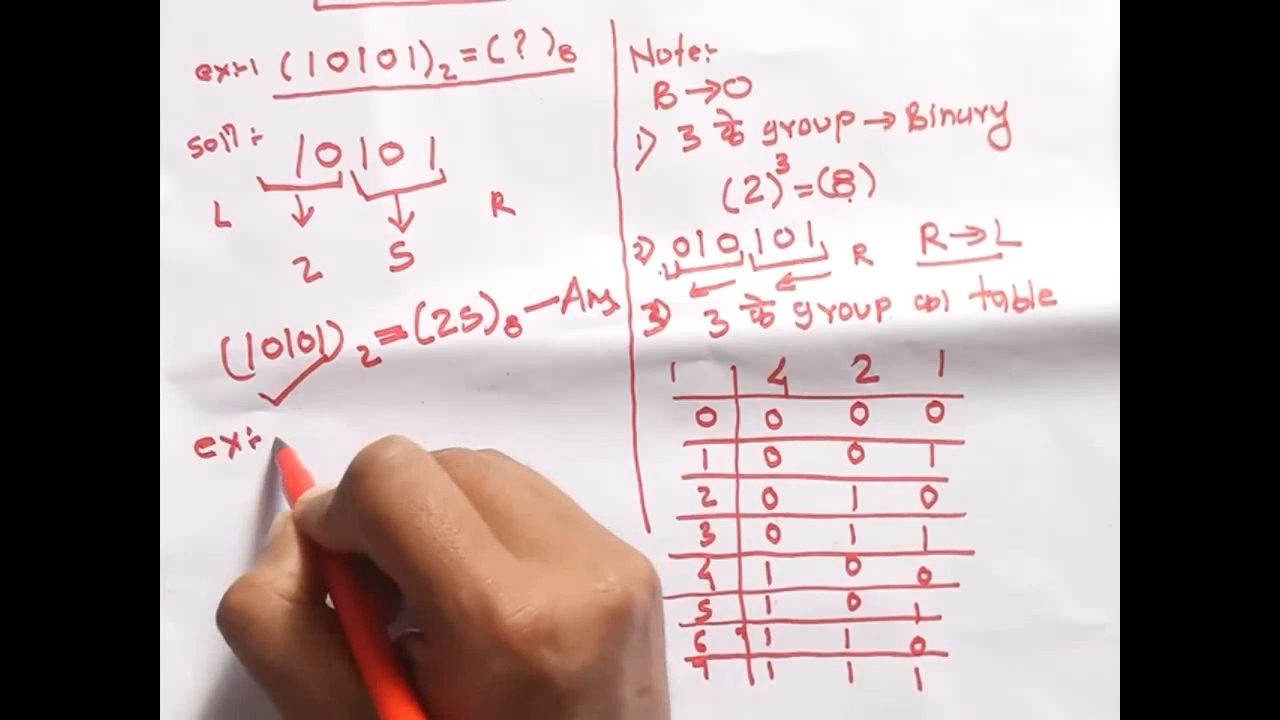 ex:-1 (10101)₂ = (?)₈
solⁿ:-
10101
L R
2 5
(10101)₂ = (25)₈ — Ans
ex:-
Note:-
B → O
1) 3 group → Binary
(2)³ = (8)
2) 010101 R R → L
3) 3 group table
1 4 2 1
0 0 0 0
1 0 0 1
2 0 1 0
3 0 1 1
4 1 0 0
5 1 0 1
6 1 1 0
7 1 1 1